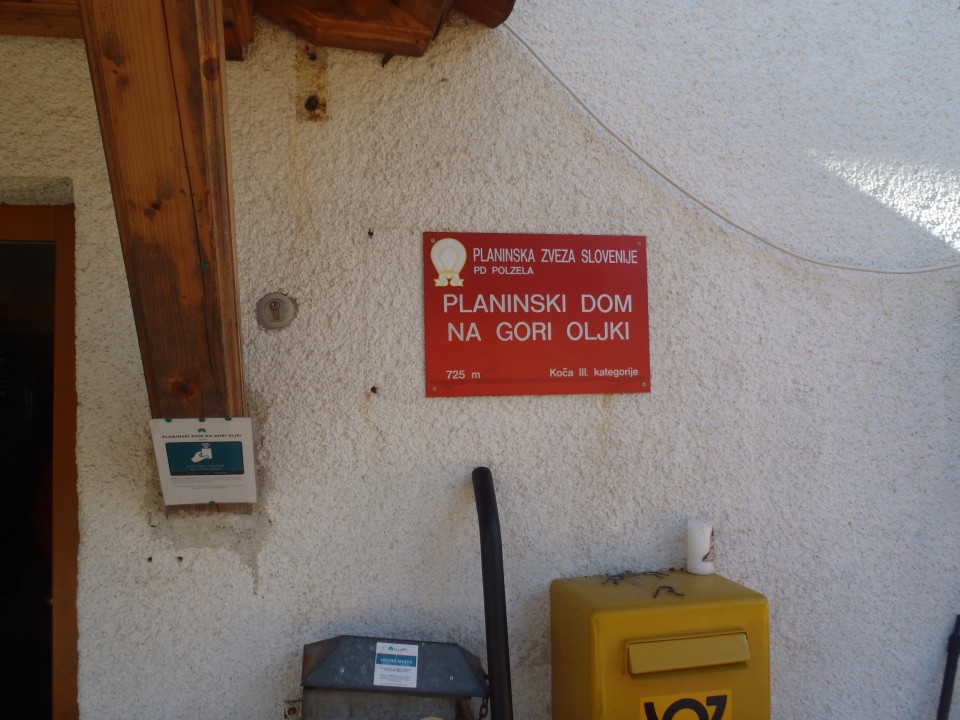 PLANINSKA ZVEZA SLOVENIJE
PD POLZELA
PLANINSKI DOM
NA GORI OLJKI
725 m
Koča III. kategorije
PLANINSKI DOM NA GORI OLJKI